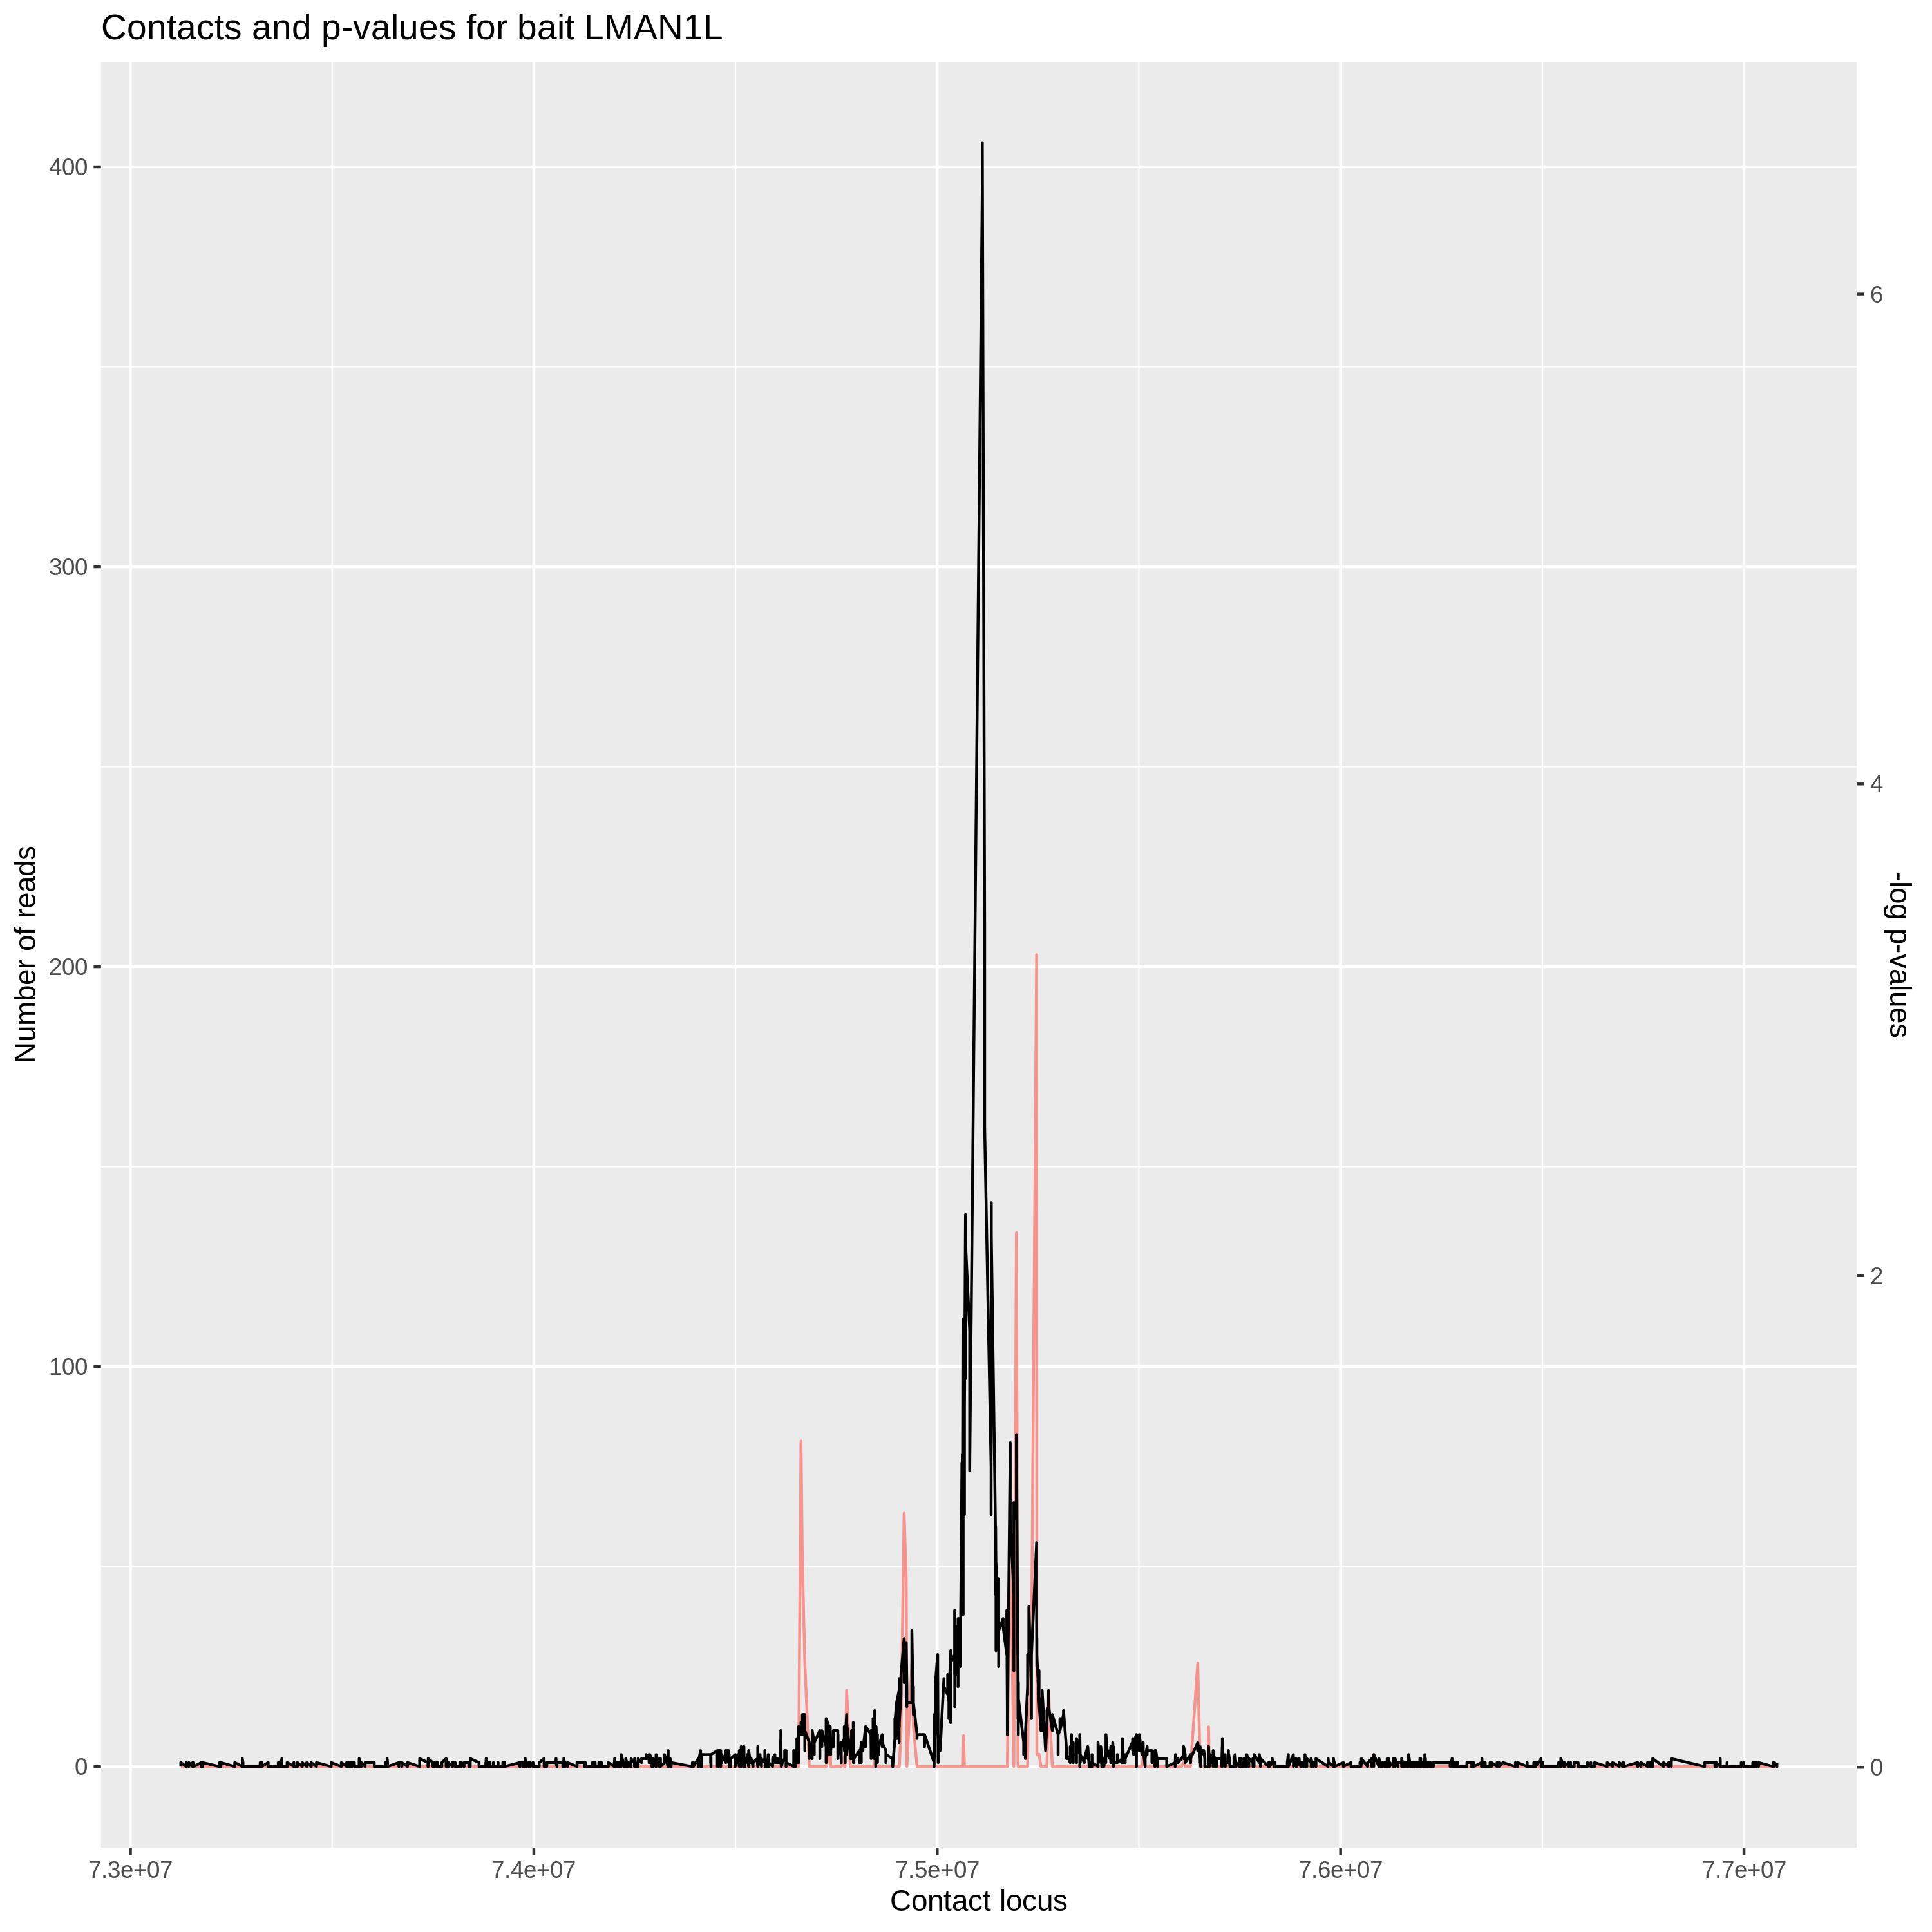 Contacts and p-values for bait LMAN1L
400
300
200
100
0
Number of reads
6
4
2
0
-log p-values
7.3e+07
7.4e+07
7.5e+07
7.6e+07
7.7e+07
Contact locus